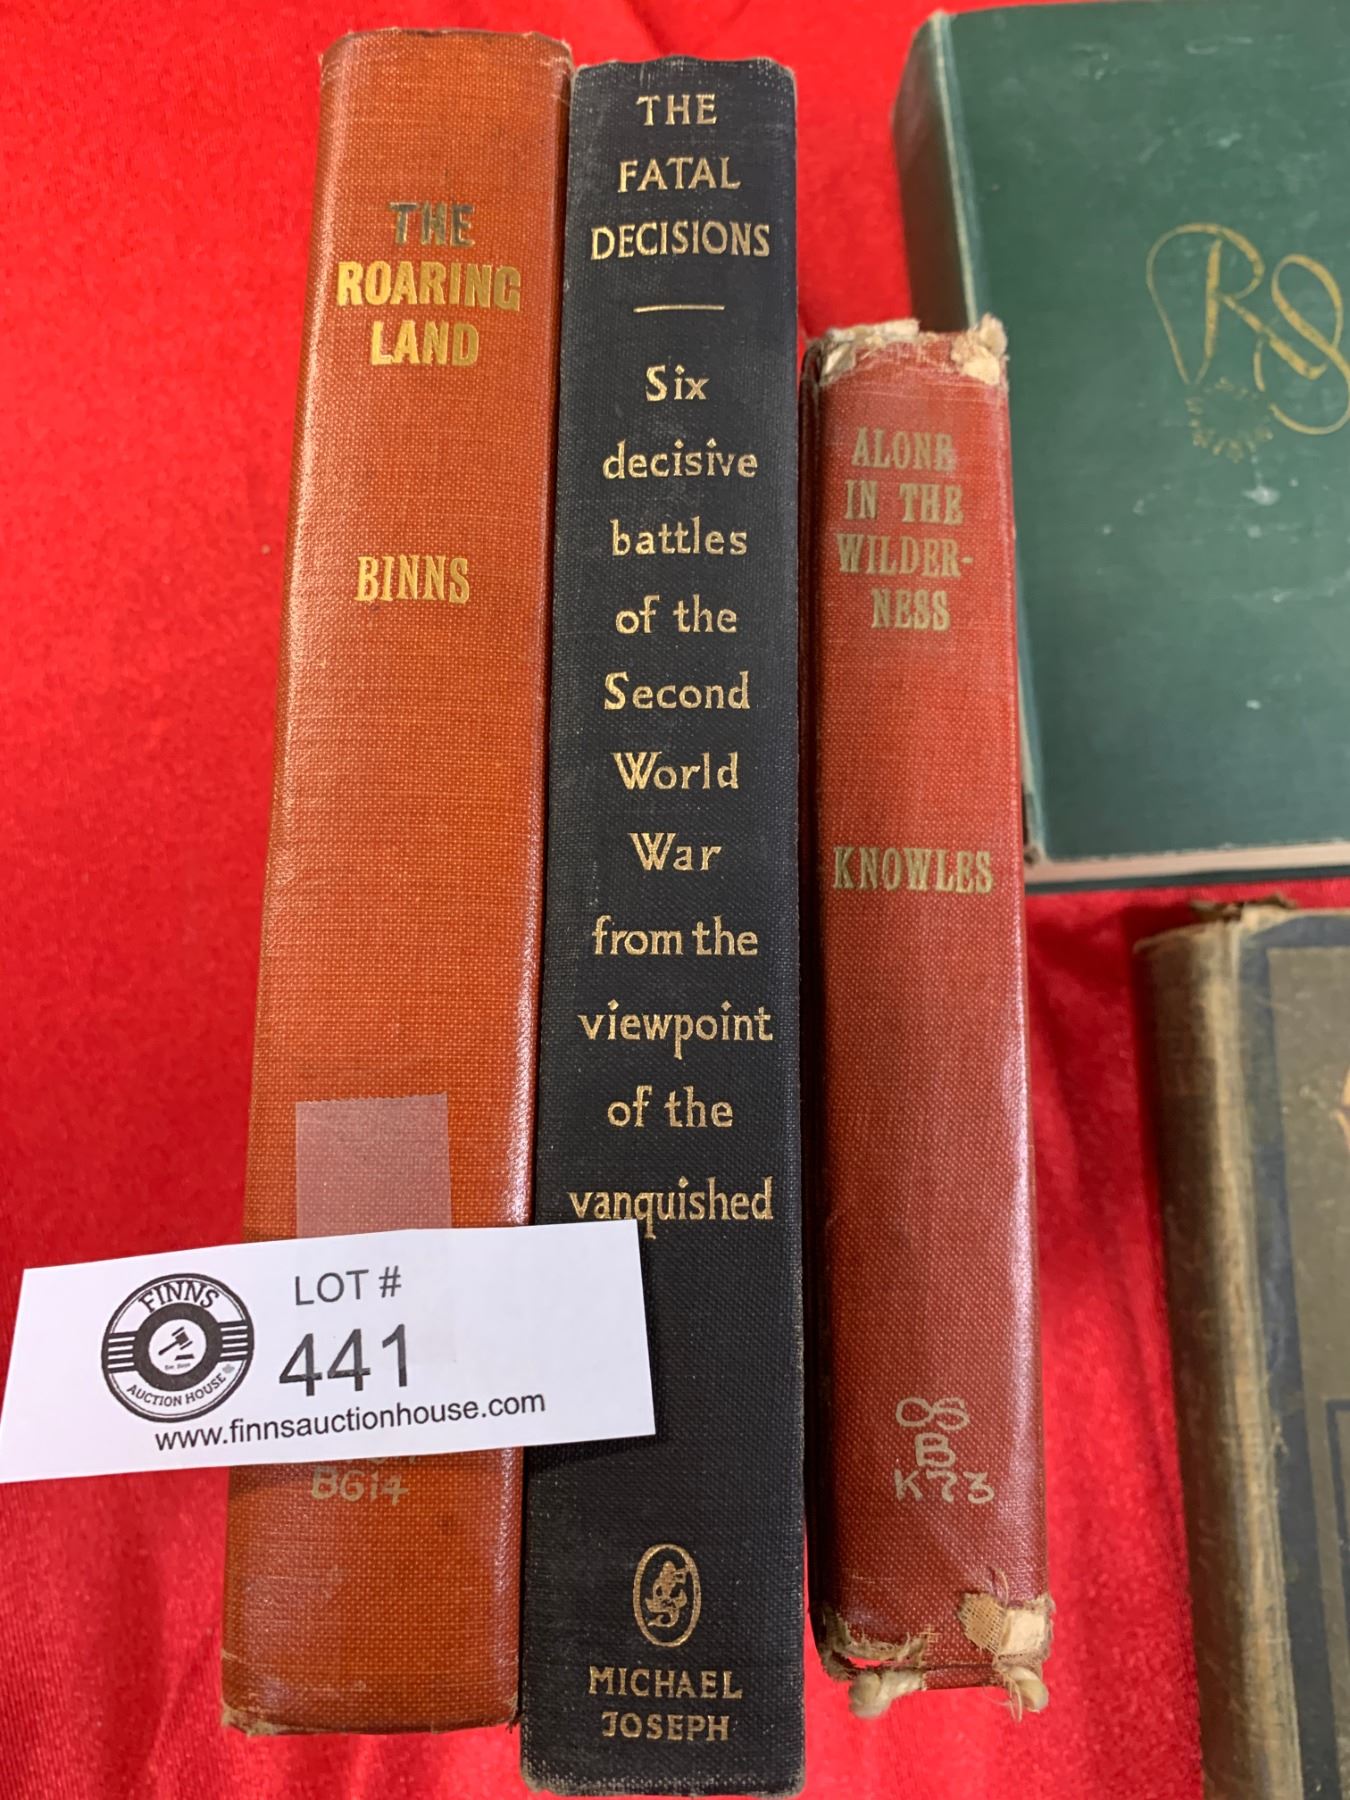 THE
ROARING
LAND
BINNS
BG14
THE
FATAL
DECISIONS
Six
decisive
battles
of the
Second
World
War
from the
viewpoint
of the
vanquished
MICHAEL
JOSEPH
ALONE
IN THE
WILDER-
NESS
KNOWLES
B
K73
RS
FINNS
AUCTION HOUSE
LOT #
441
www.finnsauctionhouse.com